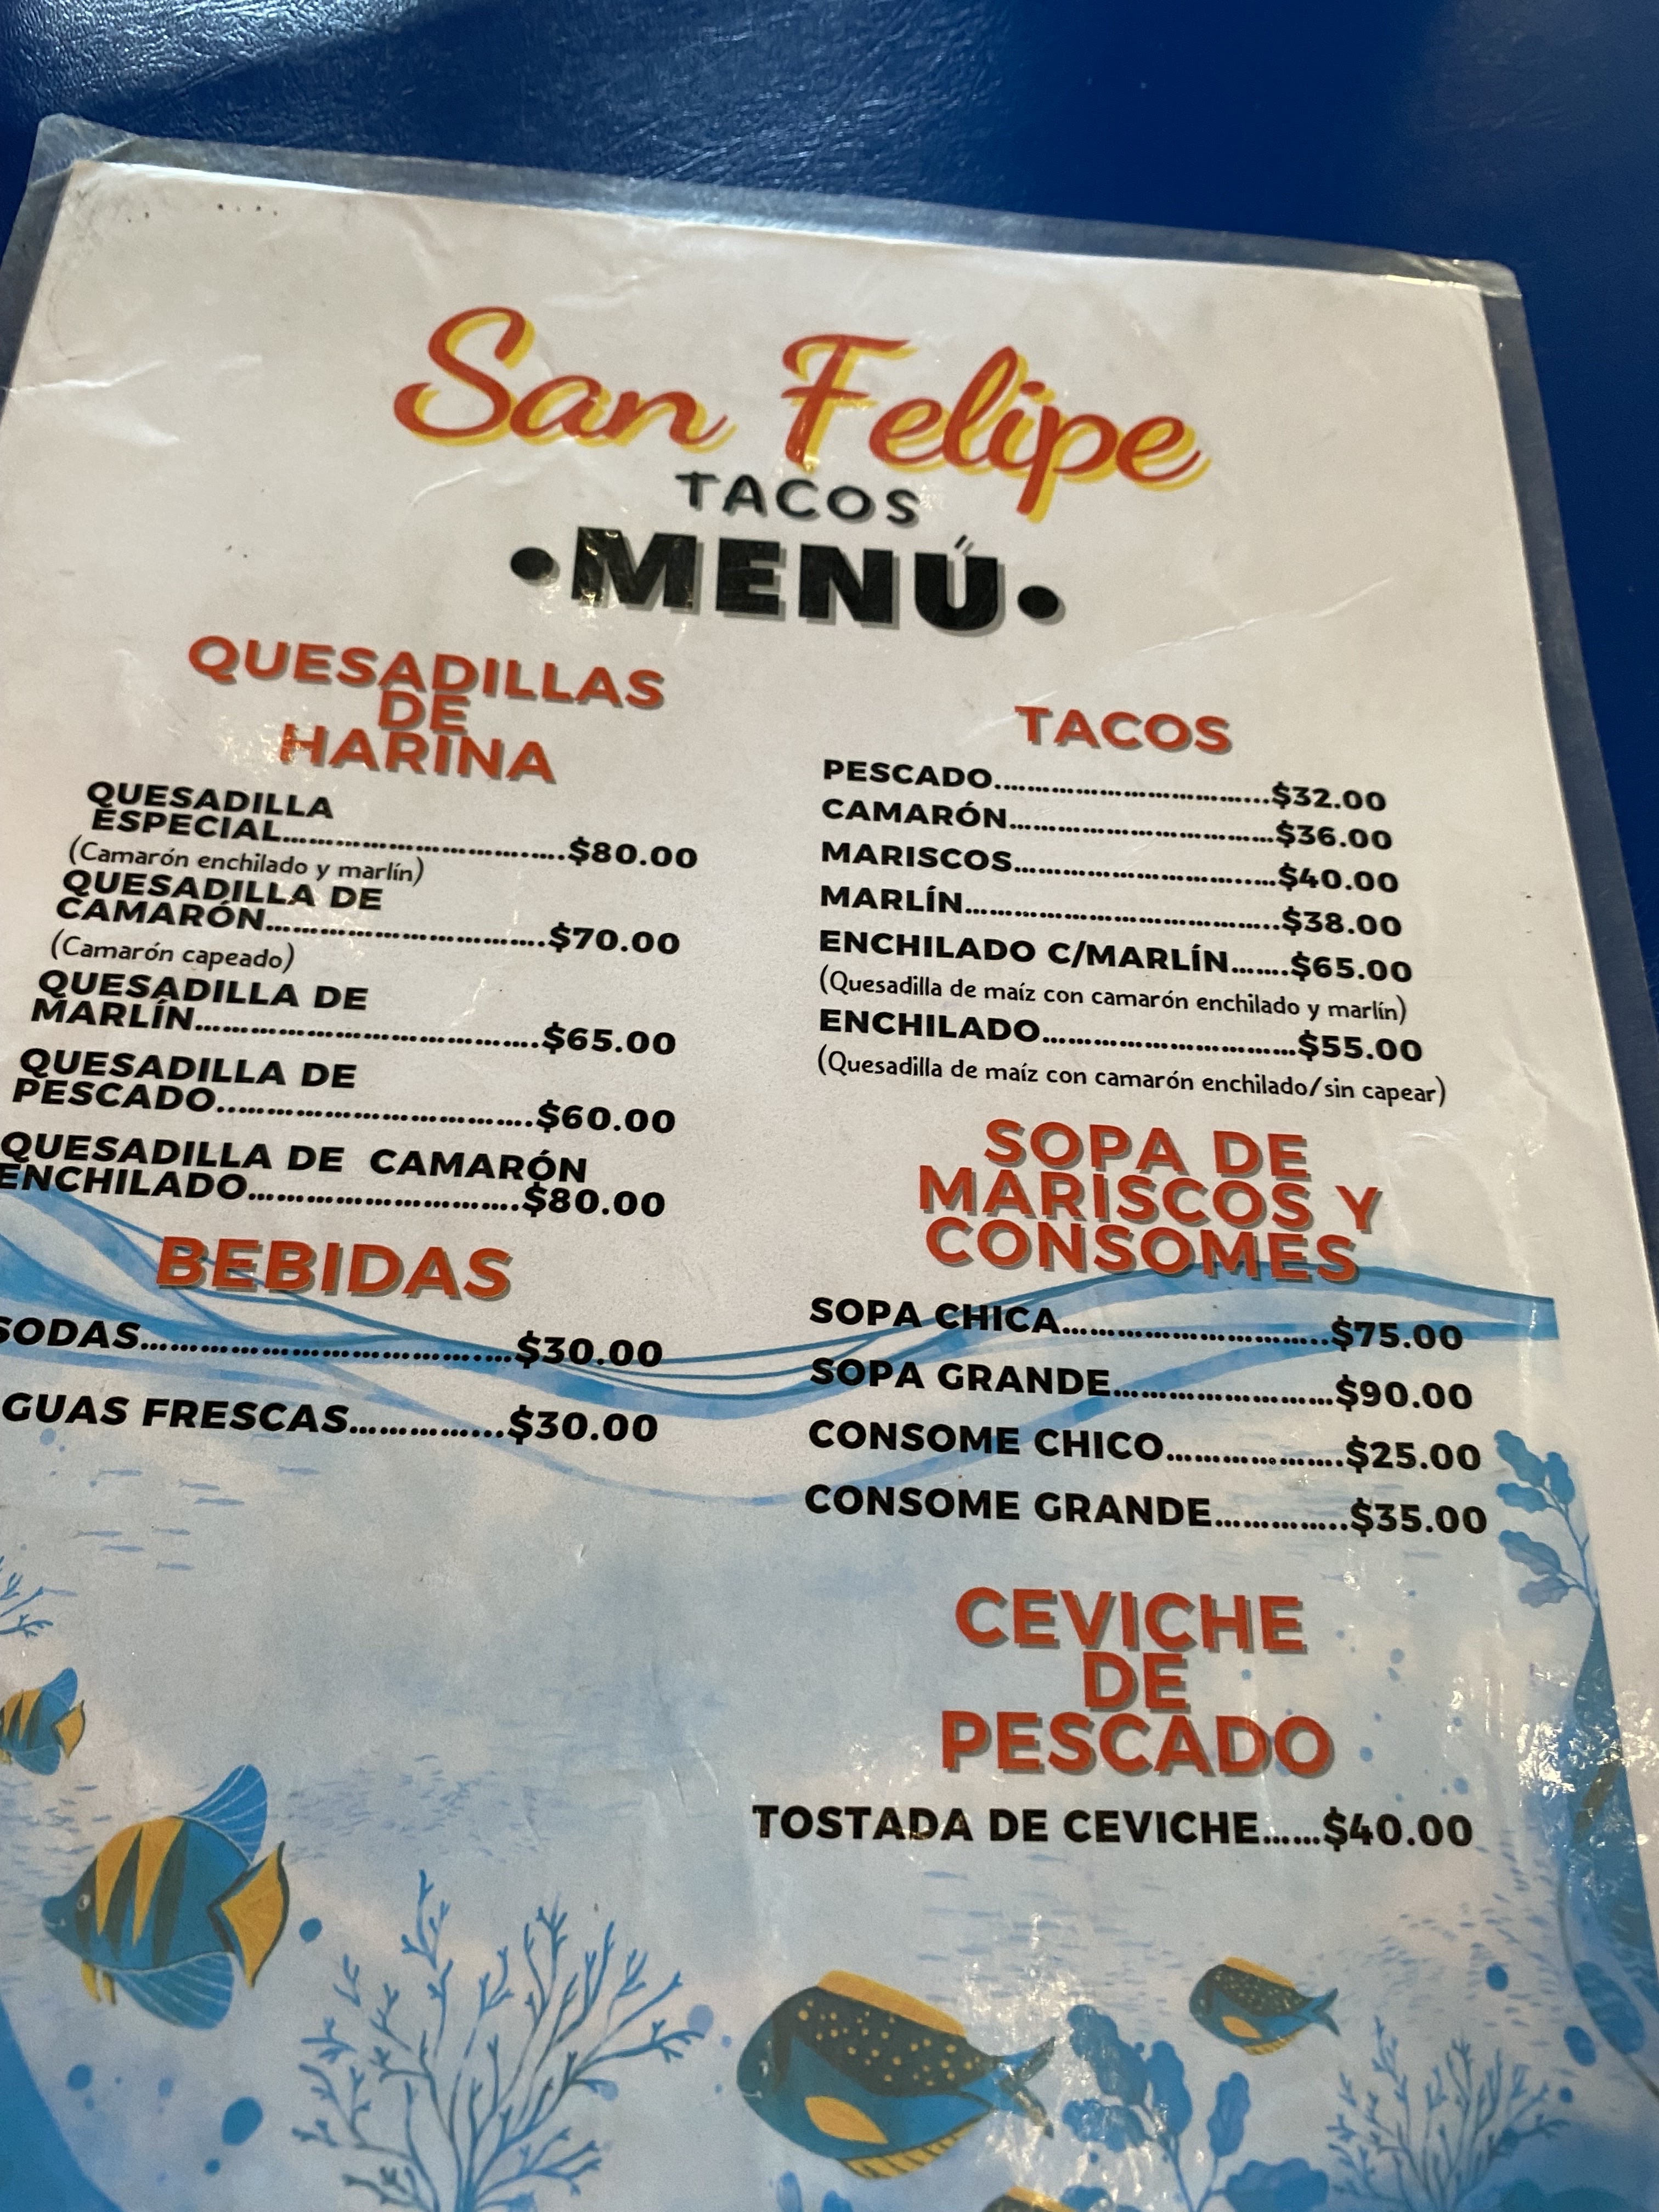 San Felipe
TACOS
•MENÚ•
QUESADILLAS
DE
HARINA
QUESADILLA
ESPECIAL..............................$80.00
(Camarón enchilado y marlín)
QUESADILLA DE
CAMARÓN..............................$70.00
(Camarón capeado)
QUESADILLA DE
MARLÍN..............................$65.00
QUESADILLA DE
PESCADO..............................$60.00
QUESADILLA DE CAMARÓN
ENCHILADO..............................$80.00
BEBIDAS
SODAS..............................$30.00
GUAS FRESCAS................$30.00
TACOS
PESCADO..............................$32.00
CAMARÓN..............................$36.00
MARISCOS..............................$40.00
MARLÍN..............................$38.00
ENCHILADO C/MARLÍN.......$65.00
(Quesadilla de maíz con camarón enchilado y marlín)
ENCHILADO..............................$55.00
(Quesadilla de maíz con camarón enchilado/sin capear)
SOPA DE
MARISCOS Y
CONSOMES
SOPA CHICA..............................$75.00
SOPA GRANDE.........................$90.00
CONSOME CHICO....................$25.00
CONSOME GRANDE..............$35.00
CEVICHE
DE
PESCADO
TOSTADA DE CEVICHE......$40.00